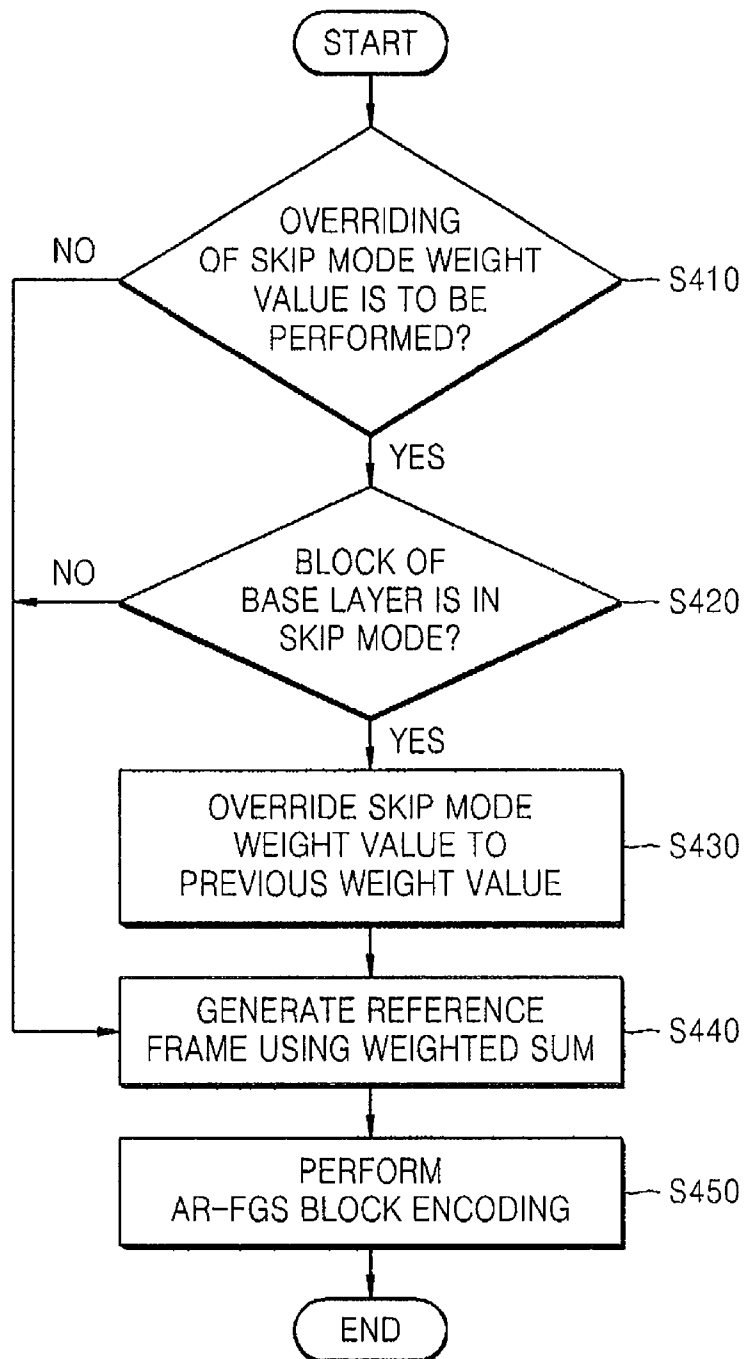 START
OVERRIDING
OF SKIP MODE WEIGHT
VALUE IS TO BE
PERFORMED?
NO
S410
YES
BLOCK OF
BASE LAYER IS IN
SKIP MODE?
NO
S420
YES
OVERRIDE SKIP MODE
WEIGHT VALUE TO
PREVIOUS WEIGHT VALUE
S430
GENERATE REFERENCE
FRAME USING WEIGHTED SUM
S440
PERFORM
AR-FGS BLOCK ENCODING
S450
END